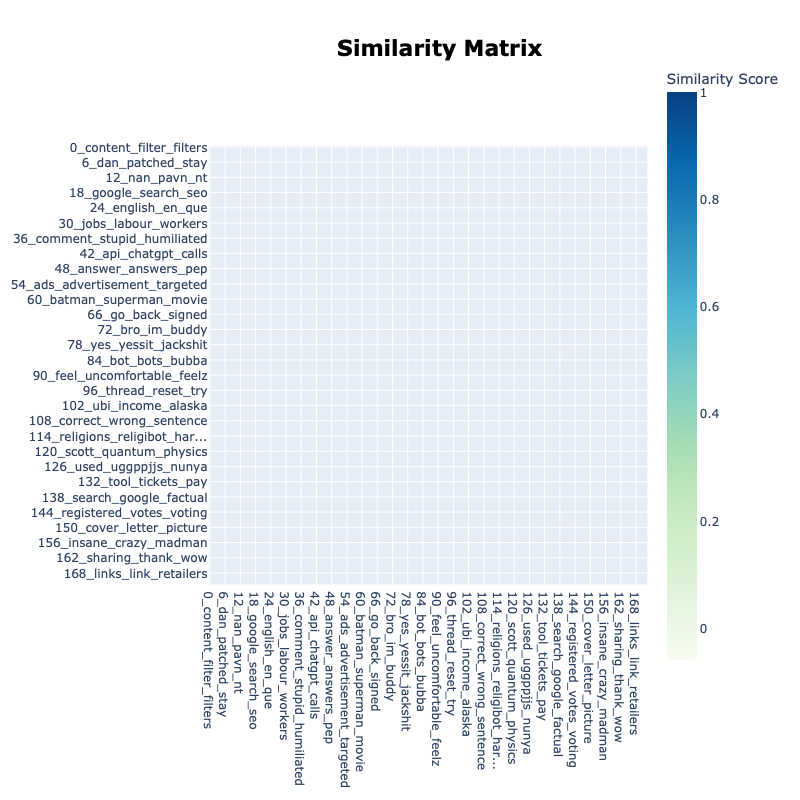 Similarity Matrix
Similarity Score
1
0.8
0.6
0.4
0.2
0
0_content_filter_filters
6_dan_patched_stay
12_nan_pavn_nt
18_google_search_seo
24_english_en_que
30_jobs_labour_workers
36_comment_stupid_humiliated
42_api_chatgpt_calls
48_answer_answers_pep
54_ads_advertisement_targeted
60_batman_superman_movie
66_go_back_signed
72_bro_im_buddy
78_yes_yessit_jackshit
84_bot_bots_bubba
90_feel_uncomfortable_feelz
96_thread_reset_try
102_ubi_income_alaska
108_correct_wrong_sentence
114_religions_religibot_har...
120_scott_quantum_physics
126_used_uggppjjs_nunya
132_tool_tickets_pay
138_search_google_factual
144_registered_votes_voting
150_cover_letter_picture
156_insane_crazy_madman
162_sharing_thank_wow
168_links_link_retailers
0_content_filter_filters
6_dan_patched_stay
12_nan_pavn_nt
18_google_search_seo
24_english_en_que
30_jobs_labour_workers
36_comment_stupid_humiliated
42_api_chatgpt_calls
48_answer_answers_pep
54_ads_advertisement_targeted
60_batman_superman_movie
66_go_back_signed
72_bro_im_buddy
78_yes_yessit_jackshit
84_bot_bots_bubba
90_feel_uncomfortable_feelz
96_thread_reset_try
102_ubi_income_alaska
108_correct_wrong_sentence
114_religions_religibot_har...
120_scott_quantum_physics
126_used_uggppjjs_nunya
132_tool_tickets_pay
138_search_google_factual
144_registered_votes_voting
150_cover_letter_picture
156_insane_crazy_madman
162_sharing_thank_wow
168_links_link_retailers